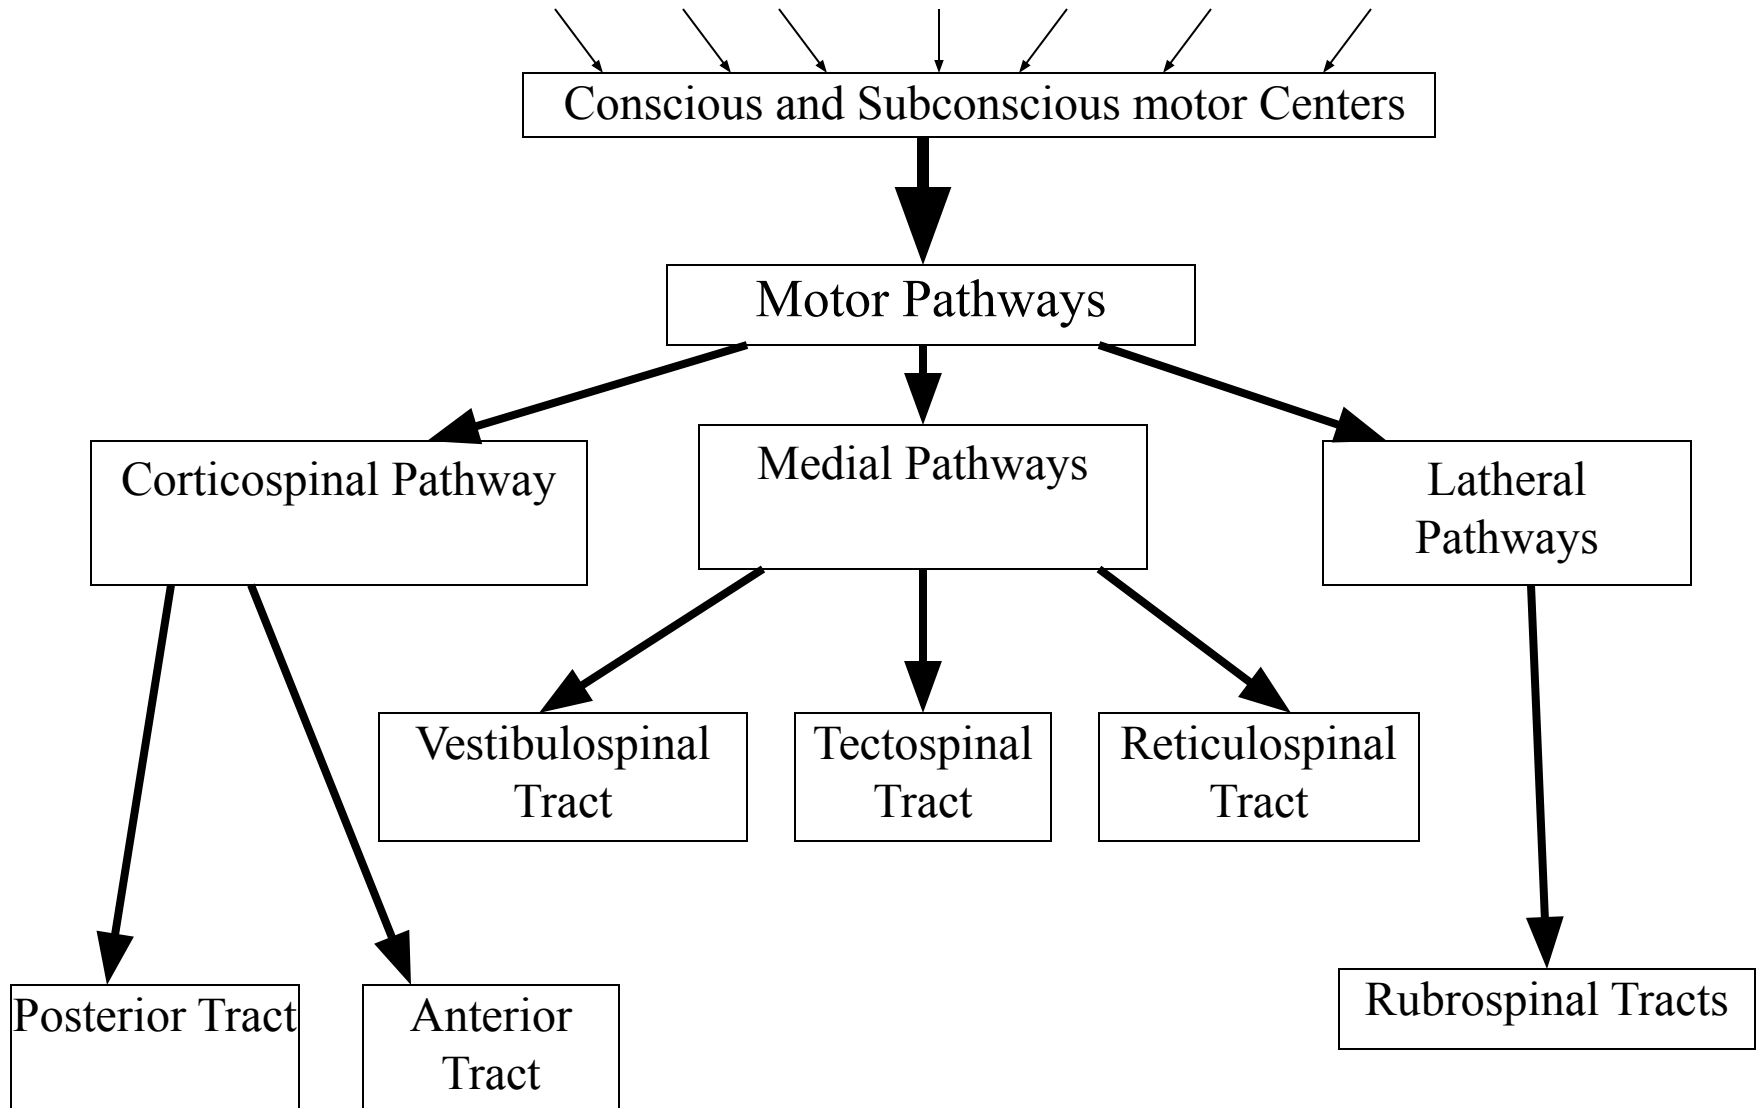 Conscious and Subconscious motor Centers
Motor Pathways
Corticospinal Pathway
Medial Pathways
Latheral
Pathways
Vestibulospinal
Tract
Tectospinal
Tract
Reticulospinal
Tract
Posterior Tract
Anterior
Tract
Rubrospinal Tracts